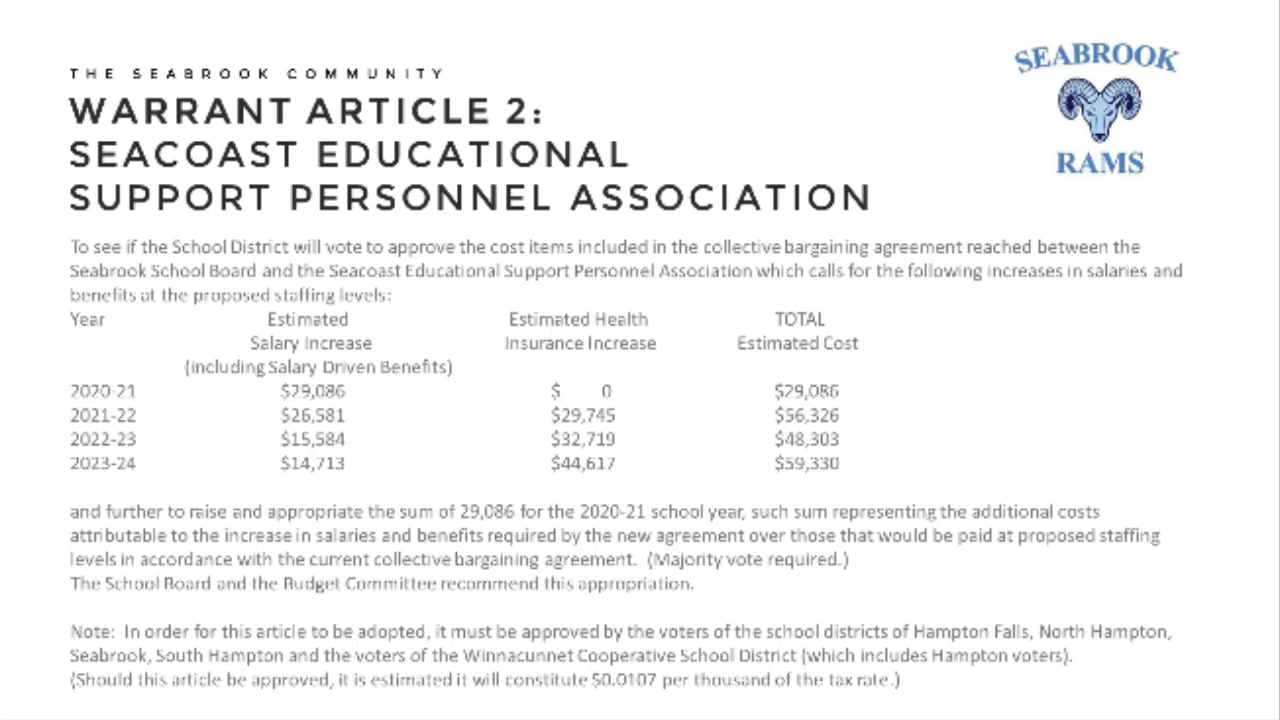 THE SEABROOK COMMUNITY
WARRANT ARTICLE 2:
SEACOAST EDUCATIONAL
SUPPORT PERSONNEL ASSOCIATION
SEABROOK
RAMS
To see if the School District will vote to approve the cost items included in the collective bargaining agreement reached between the
Seabrook School Board and the Seacoast Educational Support Personnel Association which calls for the following increases in salaries and
benefits at the proposed staffing levels:
Year Estimated Estimated Health TOTAL
Salary Increase Insurance Increase Estimated Cost
(including Salary Driven Benefits)
2020-21 $29,086 $ 0 $29,086
2021-22 $26,581 $29,745 $56,326
2022-23 $15,584 $32,719 $48,303
2023-24 $14,713 $44,617 $59,330
and further to raise and appropriate the sum of 29,086 for the 2020-21 school year, such sum representing the additional costs
attributable to the increase in salaries and benefits required by the new agreement over those that would be paid at proposed staffing
levels in accordance with the current collective bargaining agreement. (Majority vote required.)
The School Board and the Budget Committee recommend this appropriation.
Note: In order for this article to be adopted, it must be approved by the voters of the school districts of Hampton Falls, North Hampton,
Seabrook, South Hampton and the voters of the Winnacunnet Cooperative School District (which includes Hampton voters).
(Should this article be approved, it is estimated it will constitute $0.0107 per thousand of the tax rate.)